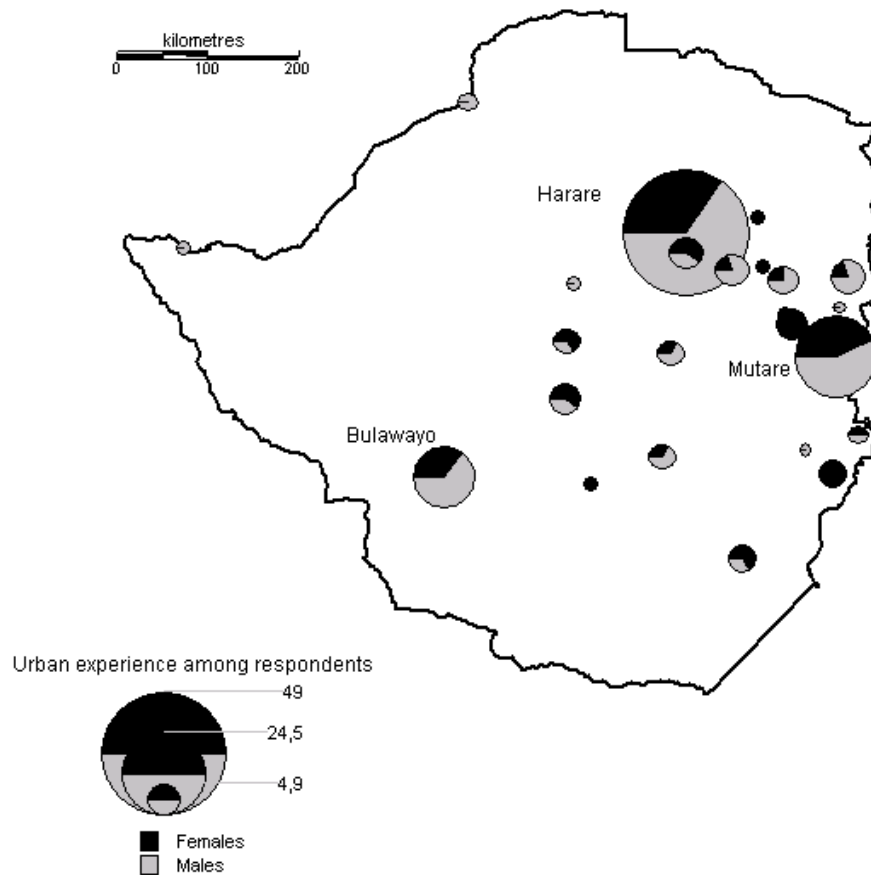 kilometres
0 100 200
Harare
Mutare
Bulawayo
Urban experience among respondents
49
24,5
4,9
Females
Males